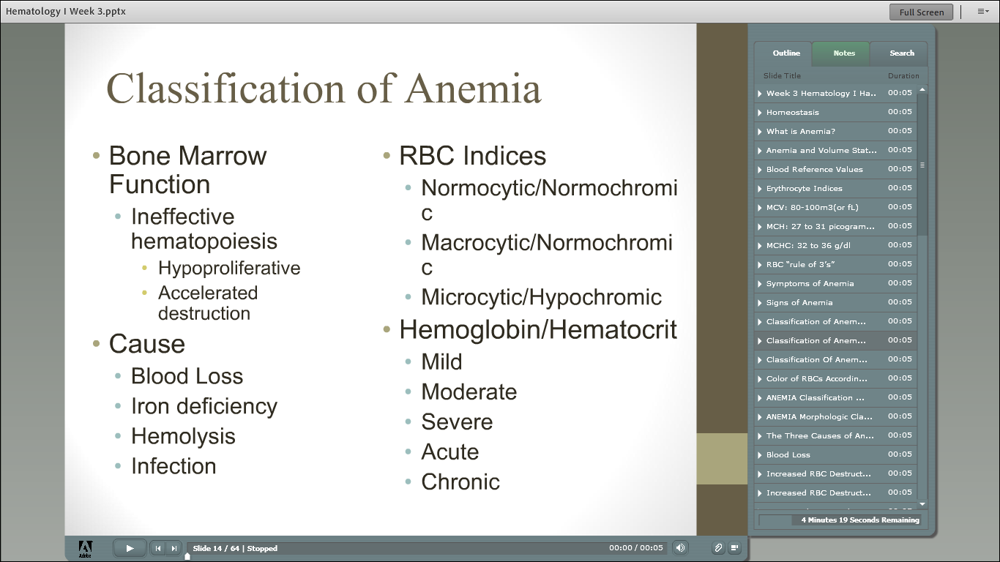 Hematology I Week 3.pptx
Full Screen
Classification of Anemia
• Bone Marrow
Function
• Ineffective
hematopoiesis
• Hypoproliferative
• Accelerated
destruction
• Cause
• Blood Loss
• Iron deficiency
• Hemolysis
• Infection
• RBC Indices
• Normocytic/Normochromi
c
• Macrocytic/Normochromi
c
• Microcytic/Hypochromic
• Hemoglobin/Hematocrit
• Mild
• Moderate
• Severe
• Acute
• Chronic
Outline Notes Search
Slide Title Duration
Week 3 Hematology I Ha.. 00:05
Homeostasis 00:05
What is Anemia? 00:05
Anemia and Volume Stat... 00:05
Blood Reference Values 00:05
Erythrocyte Indices 00:05
MCV: 80-100m3(or fL) 00:05
MCH: 27 to 31 picogram... 00:05
MCHC: 32 to 36 g/dl 00:05
RBC “rule of 3’s” 00:05
Symptoms of Anemia 00:05
Signs of Anemia 00:05
Classification of Anem... 00:05
Classification of Anem... 00:05
Classification Of Anem... 00:05
Color of RBCs Accordin... 00:05
ANEMIA Classification ... 00:05
ANEMIA Morphologic Cla... 00:05
The Three Causes of An... 00:05
Blood Loss 00:05
Increased RBC Destruct... 00:05
Increased RBC Destruct... 00:05
4 Minutes 19 Seconds Remaining
Adobe
Slide 14 / 64 | Stopped
00:00 / 00:05